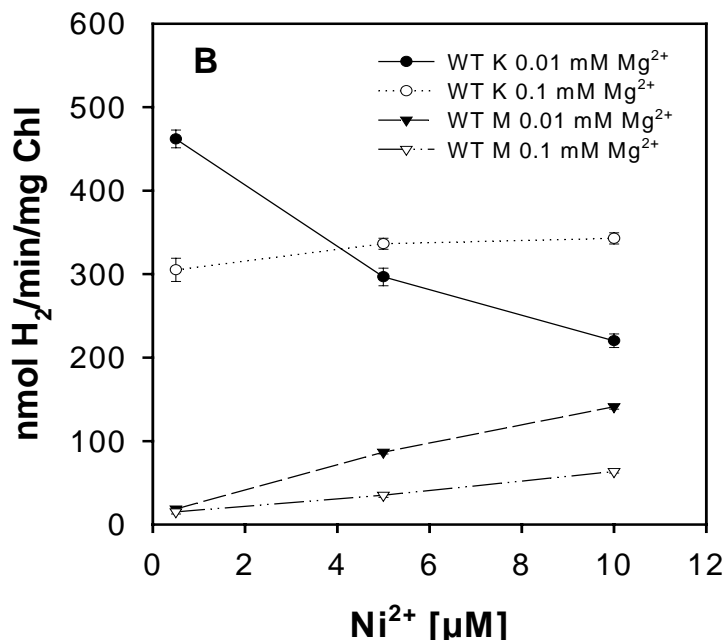 600
B
WT K 0.01 mM Mg²⁺
WT K 0.1 mM Mg²⁺
WT M 0.01 mM Mg²⁺
WT M 0.1 mM Mg²⁺
500
400
300
200
100
0
nmol H₂/min/mg Chl
0 2 4 6 8 10 12
Ni²⁺ [µM]